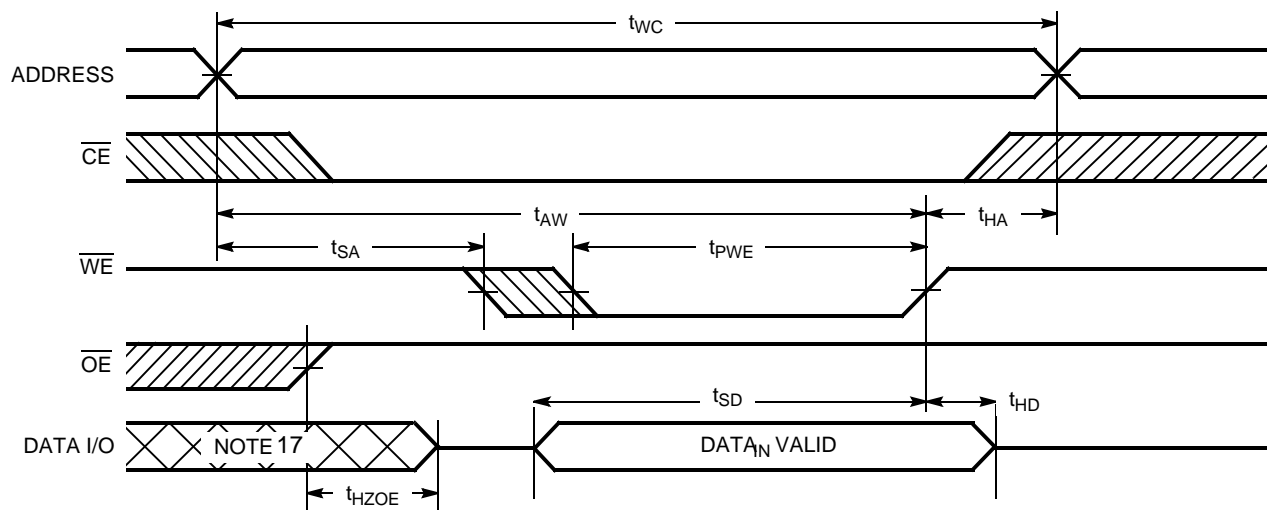 tWC
ADDRESS
CE
tAW
tHA
tSA
tPWE
WE
OE
tSD
tHD
DATA I/O
NOTE 17
DATAIN VALID
tHZOE